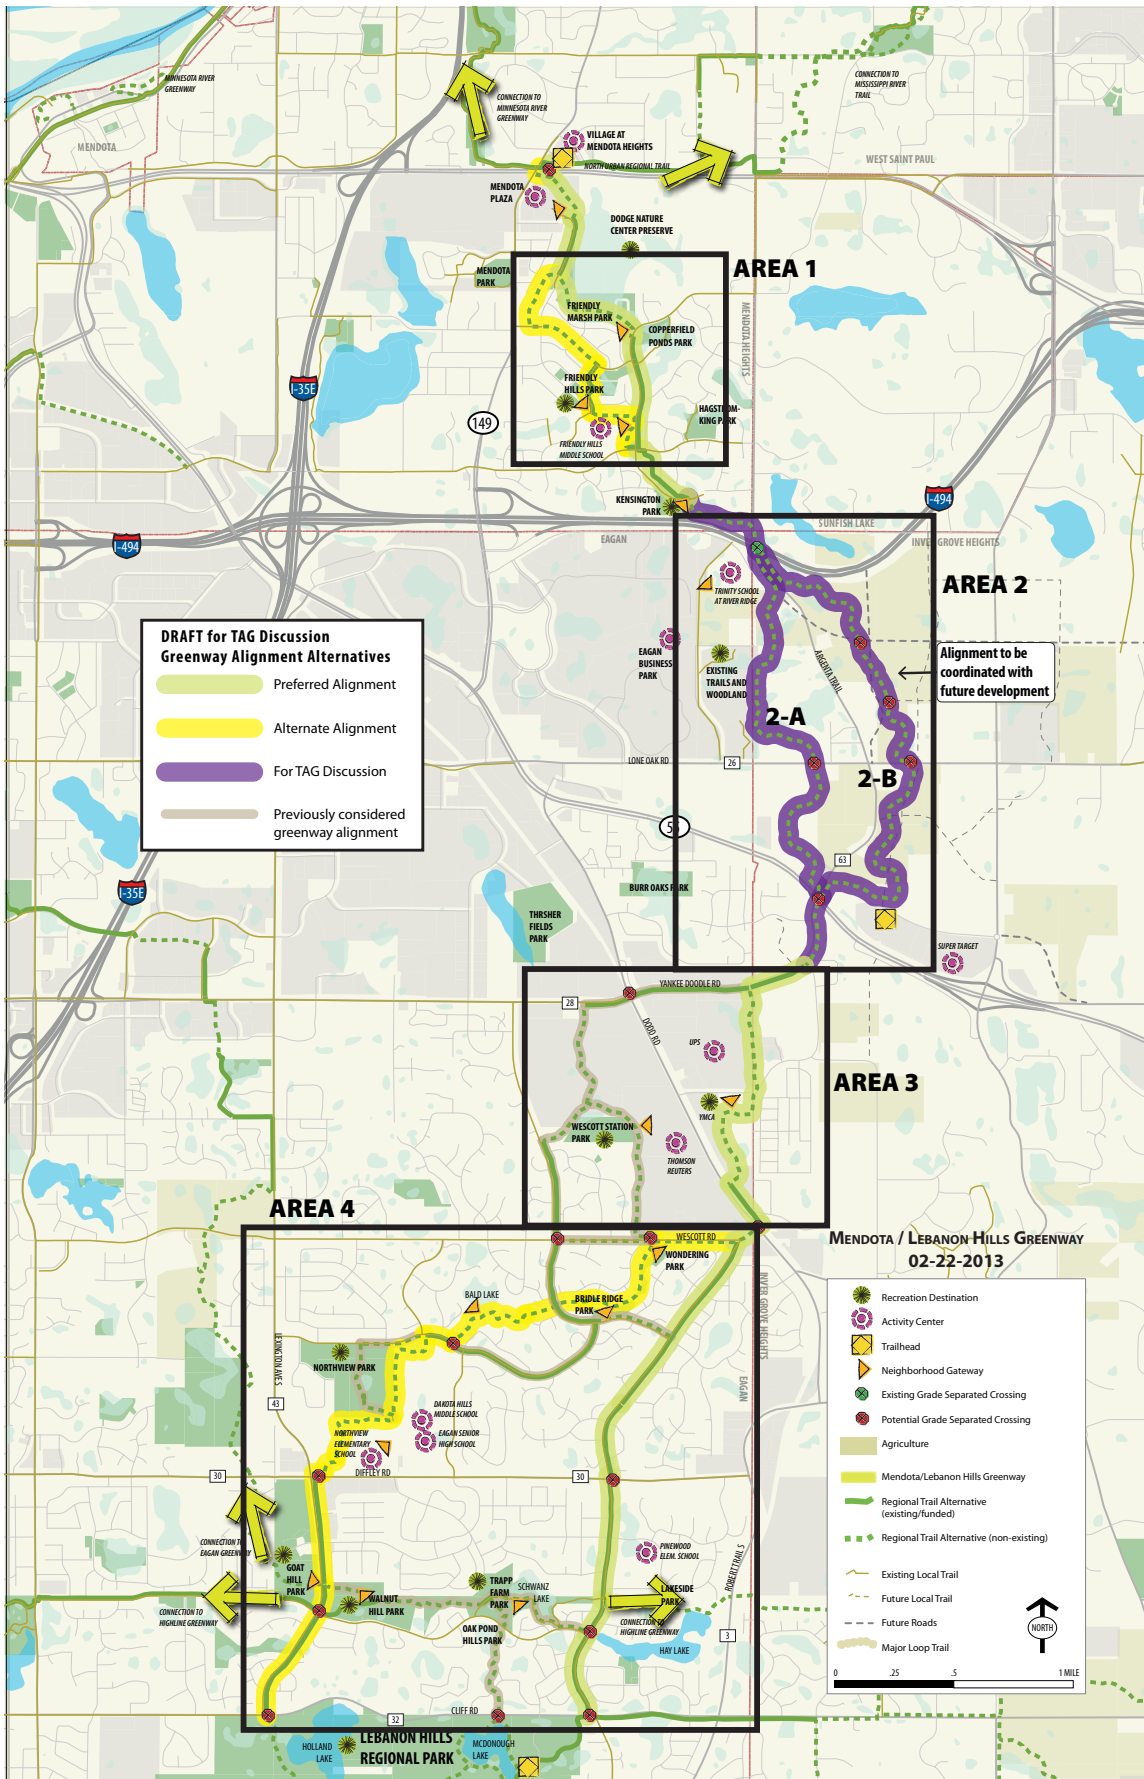 MINNESOTA RIVER
GREENWAY
CONNECTION TO
MINNESOTA RIVER
GREENWAY
CONNECTION TO
MISSISSIPPI RIVER
TRAIL
MENDOTA
VILLAGE AT
MENDOTA HEIGHTS
NORTH URBAN REGIONAL TRAIL
WEST SAINT PAUL
MENDOTA
PLAZA
DODGE NATURE
CENTER PRESERVE
AREA 1
MENDOTA
PARK
FRIENDLY
MARSH PARK
COPPERFIELD
PONDS PARK
MENDOTA HEIGHTS
I-35E
FRIENDLY
HILLS PARK
HAGSTROM-
KING PARK
149
FRIENDLY HILLS
MIDDLE SCHOOL
KENSINGTON
PARK
I-494
SUNFISH LAKE
EAGAN
INVER GROVE HEIGHTS
I-494
TRINITY SCHOOL
AT RIVER RIDGE
AREA 2
DRAFT for TAG Discussion
Greenway Alignment Alternatives
Preferred Alignment
Alternate Alignment
For TAG Discussion
Previously considered
greenway alignment
EAGAN
BUSINESS
PARK
EXISTING
TRAILS AND
WOODLAND
ARGENTA TRAIL
Alignment to be
coordinated with
future development
2-A
LONE OAK RD
26
2-B
55
63
I-35E
BURR OAKS PARK
THRSHER
FIELDS
PARK
SUPER TARGET
YANKEE DOODLE RD
28
DODD RD
UPS
AREA 3
YMCA
WESCOTT STATION
PARK
THOMSON
REUTERS
AREA 4
WESCOTT RD
WONDERING
PARK
MENDOTA / LEBANON HILLS GREENWAY
02-22-2013
BALD LAKE
BRIDLE RIDGE
PARK
INVER GROVE HEIGHTS
EAGAN
LEXINGTON AVE S
NORTHVIEW PARK
43
DAKOTA HILLS
MIDDLE SCHOOL
EAGAN SENIOR
HIGH SCHOOL
NORTHVIEW
ELEMENTARY
SCHOOL
DIFFLEY RD
30
30
Recreation Destination
Activity Center
Trailhead
Neighborhood Gateway
Existing Grade Separated Crossing
Potential Grade Separated Crossing
Agriculture
Mendota/Lebanon Hills Greenway
Regional Trail Alternative
(existing/funded)
Regional Trail Alternative (non-existing)
Existing Local Trail
Future Local Trail
Future Roads
Major Loop Trail
NORTH
0 .25 .5 1 MILE
CONNECTION TO
EAGAN GREENWAY
PINEWOOD
ELEM. SCHOOL
ROBERT TRAIL S
GOAT
HILL
PARK
WALNUT
HILL PARK
TRAPP
FARM
PARK
SCHWANZ
LAKE
LAKESIDE
PARK
CONNECTION TO
HIGHLINE GREENWAY
CONNECTION TO
HIGHLINE GREENWAY
OAK POND
HILLS PARK
HAY LAKE
3
CLIFF RD
32
HOLLAND
LAKE
LEBANON HILLS
REGIONAL PARK
MCDONOUGH
LAKE